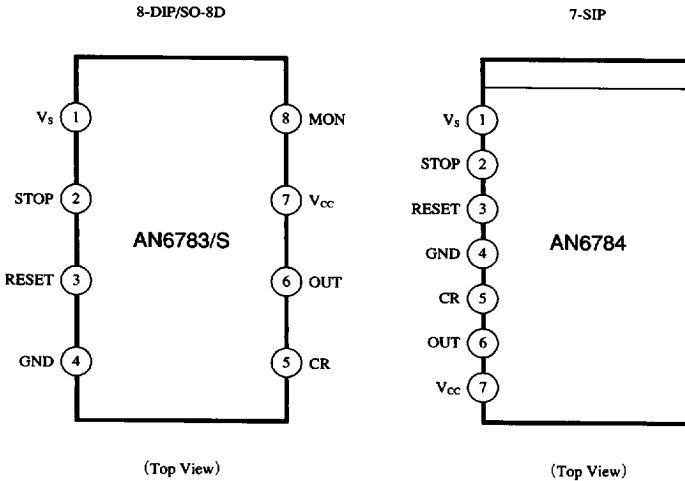 8-DIP/SO-8D
VS 1
8 MON
STOP 2
7 VCC
AN6783/S
RESET 3
6 OUT
GND 4
5 CR
(Top View)
7-SIP
VS 1
STOP 2
RESET 3
GND 4
AN6784
CR 5
OUT 6
VCC 7
(Top View)